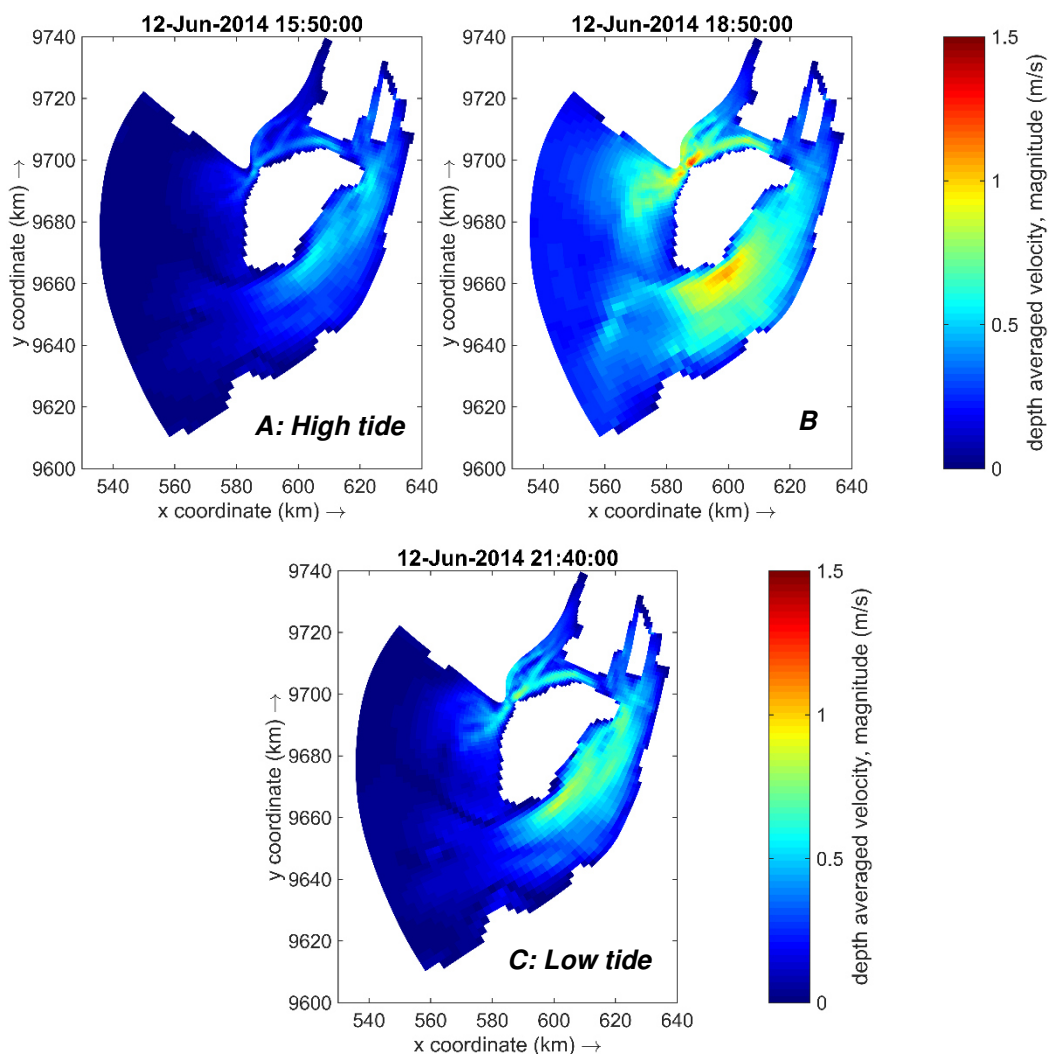 12-Jun-2014 15:50:00
9740
9720
9700
9680
9660
9640
9620
9600
y coordinate (km) →
540 560 580 600 620 640
x coordinate (km) →
A: High tide
12-Jun-2014 18:50:00
9740
9720
9700
9680
9660
9640
9620
9600
y coordinate (km) →
540 560 580 600 620 640
x coordinate (km) →
B
1.5
1
0.5
0
depth averaged velocity, magnitude (m/s)
12-Jun-2014 21:40:00
9740
9720
9700
9680
9660
9640
9620
9600
y coordinate (km) →
540 560 580 600 620 640
x coordinate (km) →
C: Low tide
1.5
1
0.5
0
depth averaged velocity, magnitude (m/s)